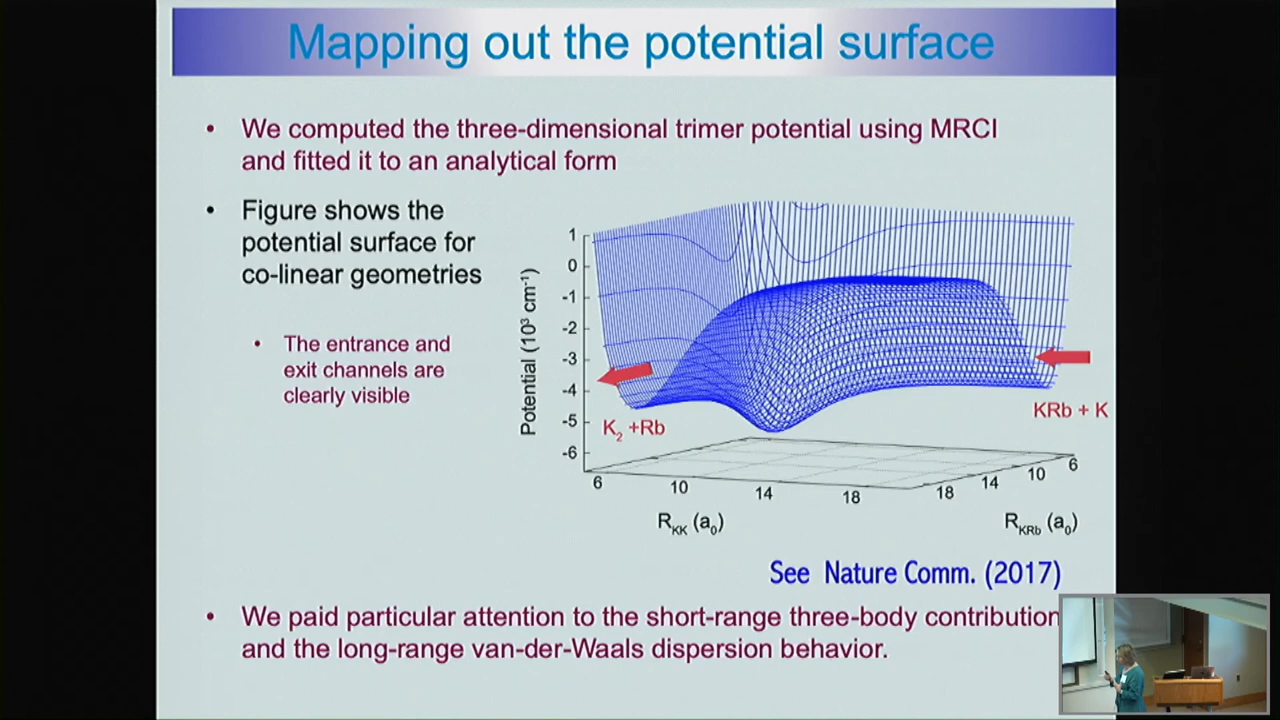 Mapping out the potential surface
• We computed the three-dimensional trimer potential using MRCI
and fitted it to an analytical form
• Figure shows the
potential surface for
co-linear geometries
• The entrance and
exit channels are
clearly visible
Potential (10³ cm⁻¹)
1
0
-1
-2
-3
-4
-5
-6
K₂ +Rb
KRb + K
6
10
14
18
18
14
10
6
R_KK (a₀)
R_KRb (a₀)
See Nature Comm. (2017)
• We paid particular attention to the short-range three-body contribution
and the long-range van-der-Waals dispersion behavior.